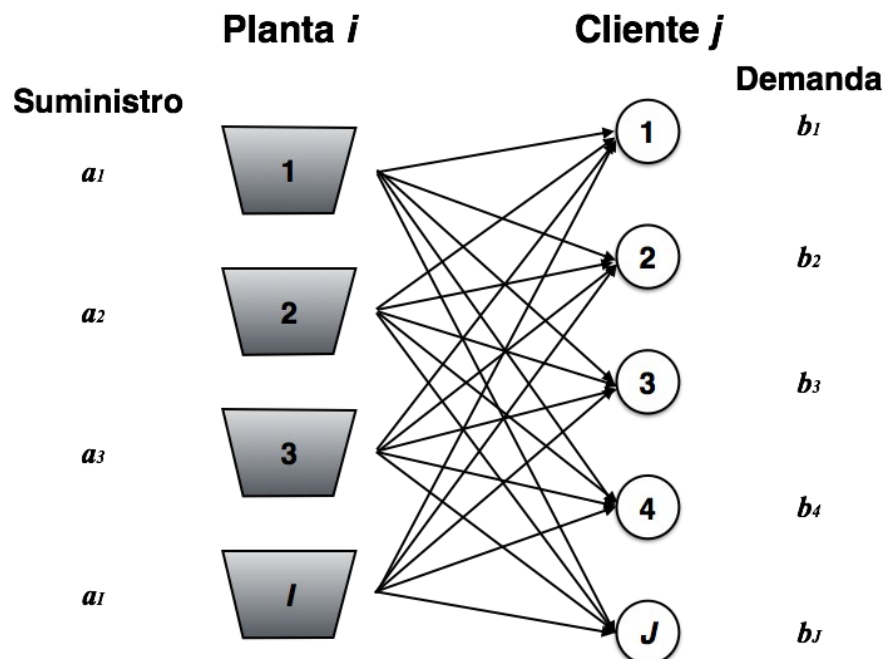 Planta i
Cliente j
Suministro
Demanda
a1
1
1
b1
a2
2
2
b2
a3
3
3
b3
4
b4
aI
I
J
bJ